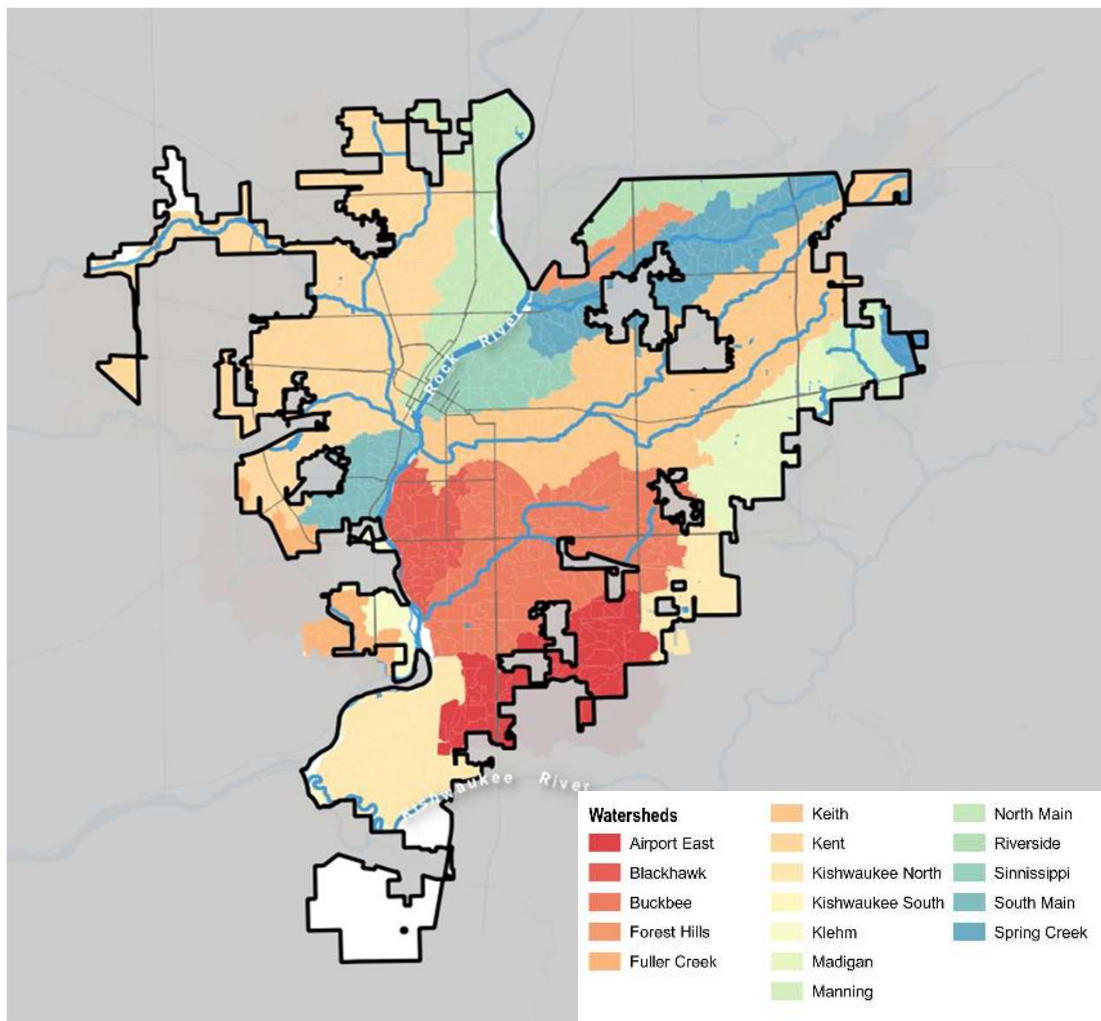 Rock River
Kishwaukee River
Watersheds
Airport East
Blackhawk
Buckbee
Forest Hills
Fuller Creek
Keith
Kent
Kishwaukee North
Kishwaukee South
Klehm
Madigan
Manning
North Main
Riverside
Sinnissippi
South Main
Spring Creek